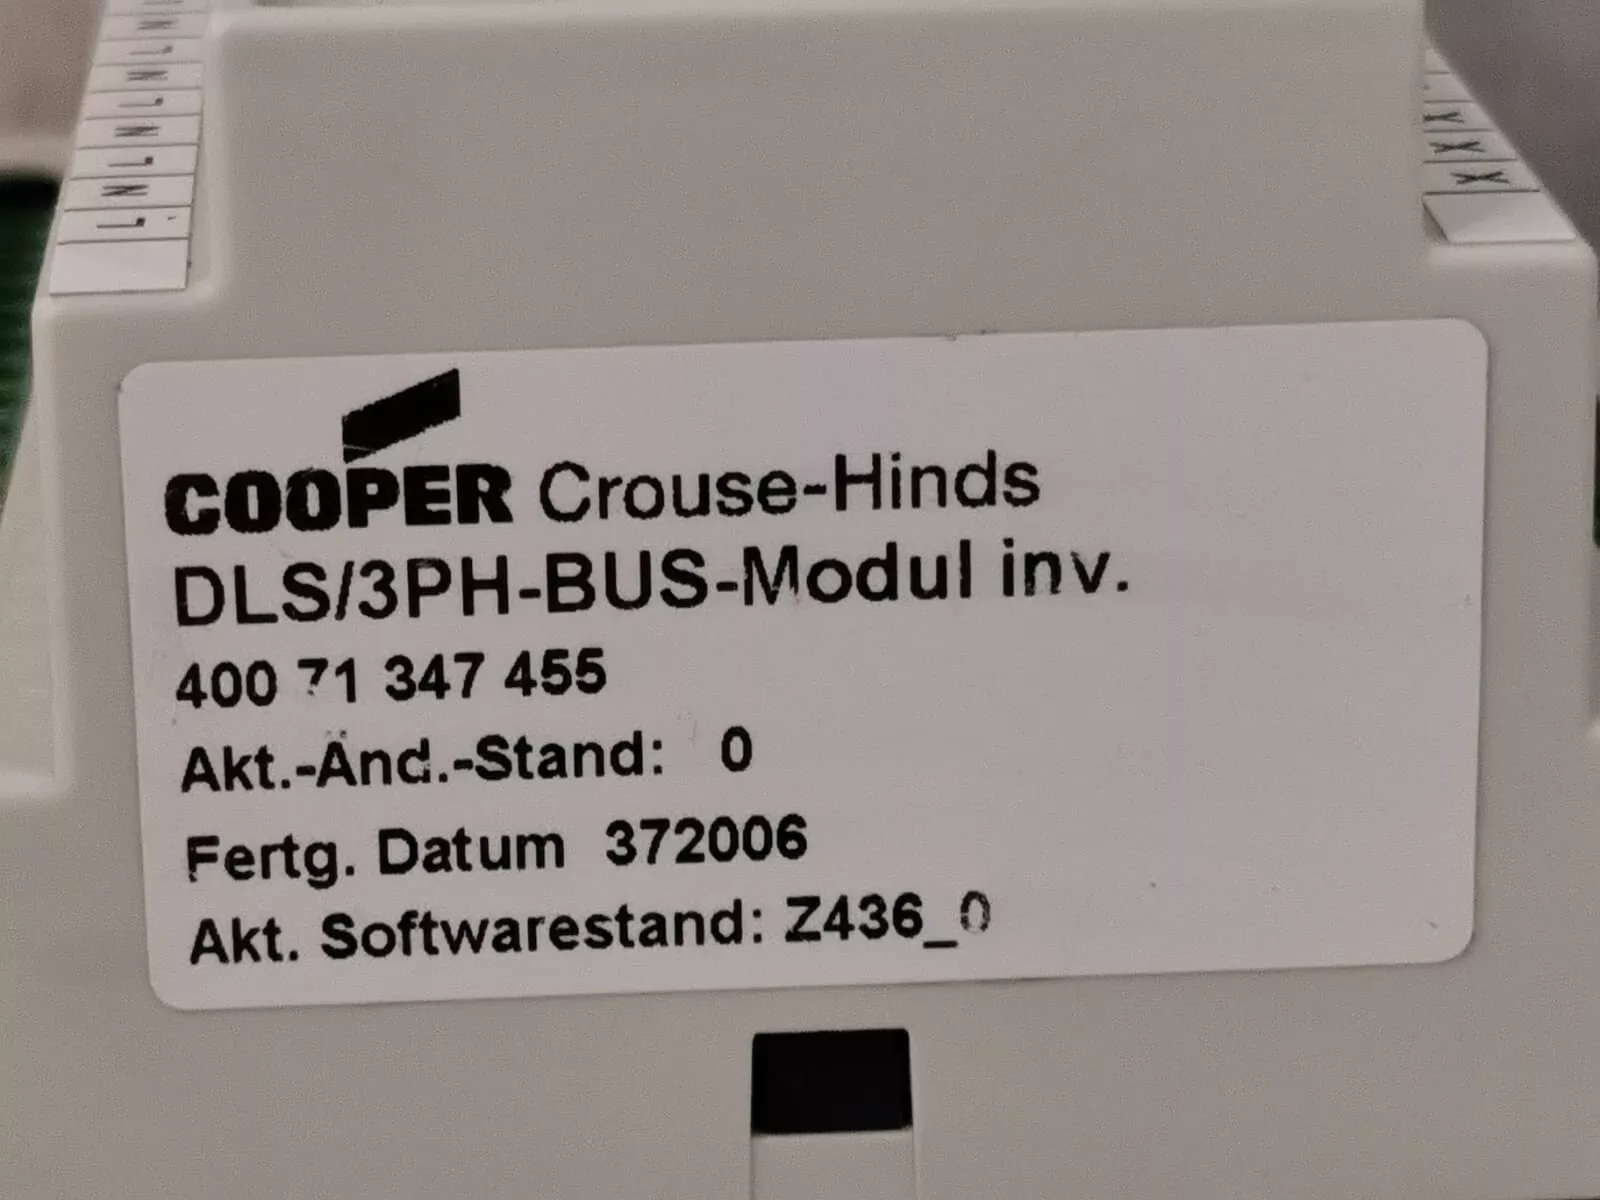 COOPER Crouse-Hinds
DLS/3PH-BUS-Modul inv.
400 71 347 455
Akt.-Änd.-Stand: 0
Fertg. Datum 372006
Akt. Softwarestand: Z436_0
N
L
N
L
N
L
N
L
X
X
X